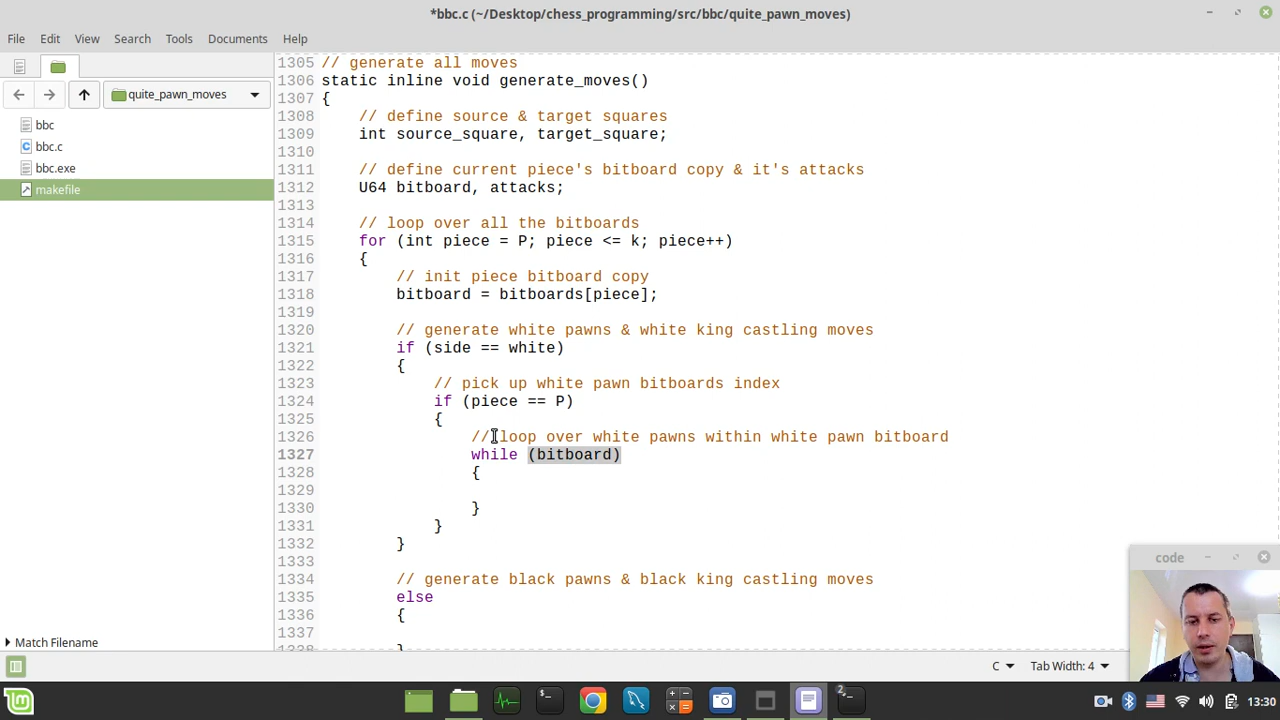 *bbc.c (~/Desktop/chess_programming/src/bbc/quite_pawn_moves)
File Edit View Search Tools Documents Help
quite_pawn_moves
bbc
bbc.c
bbc.exe
makefile
Match Filename
1305 // generate all moves
1306 static inline void generate_moves()
1307 {
1308 // define source & target squares
1309 int source_square, target_square;
1310
1311 // define current piece's bitboard copy & it's attacks
1312 U64 bitboard, attacks;
1313
1314 // loop over all the bitboards
1315 for (int piece = P; piece <= k; piece++)
1316 {
1317 // init piece bitboard copy
1318 bitboard = bitboards[piece];
1319
1320 // generate white pawns & white king castling moves
1321 if (side == white)
1322 {
1323 // pick up white pawn bitboards index
1324 if (piece == P)
1325 {
1326 // loop over white pawns within white pawn bitboard
1327 while (bitboard)
1328 {
1329
1330 }
1331 }
1332 }
1333
1334 // generate black pawns & black king castling moves
1335 else
1336 {
1337
1338 }
code
C Tab Width: 4
2
13:30